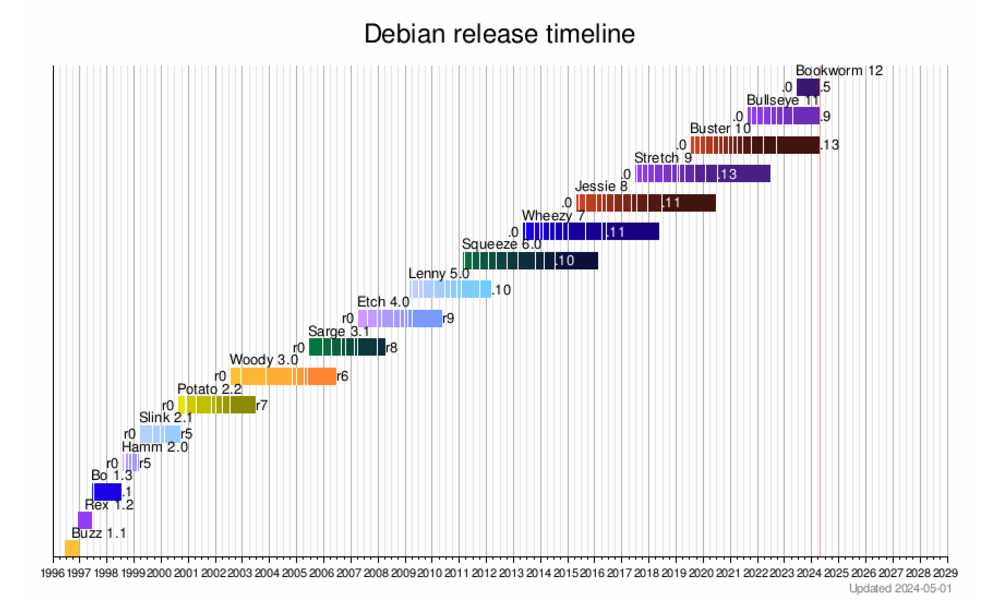 Debian release timeline
Bookworm 12
.0 .5
Bullseye 11
.0 .9
Buster 10
.0 .13
Stretch 9
.0 .13
Jessie 8
.0 .11
Wheezy 7
.0 .11
Squeeze 6.0
.10
Lenny 5.0
.10
Etch 4.0
r0 r9
Sarge 3.1
r0 r8
Woody 3.0
r0 r6
Potato 2.2
r0 r7
Slink 2.1
r0 r5
Hamm 2.0
r0 r5
Bo 1.3
.1
Rex 1.2
Buzz 1.1
1996 1997 1998 1999 2000 2001 2002 2003 2004 2005 2006 2007 2008 2009 2010 2011 2012 2013 2014 2015 2016 2017 2018 2019 2020 2021 2022 2023 2024 2025 2026 2027 2028 2029
Updated 2024-05-01